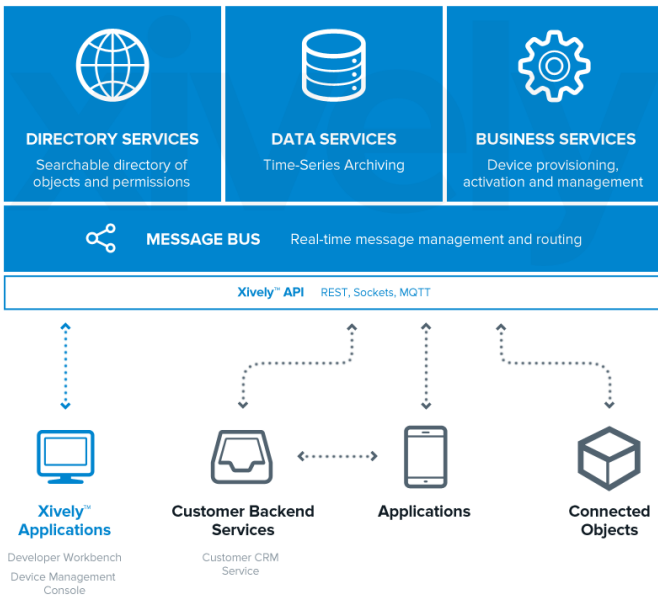 xively
DIRECTORY SERVICES
Searchable directory of
objects and permissions
DATA SERVICES
Time-Series Archiving
BUSINESS SERVICES
Device provisioning,
activation and management
MESSAGE BUS Real-time message management and routing
Xively™ API REST, Sockets, MQTT
Xively™
Applications
Developer Workbench
Device Management
Console
Customer Backend
Services
Customer CRM
Service
Applications
Connected
Objects